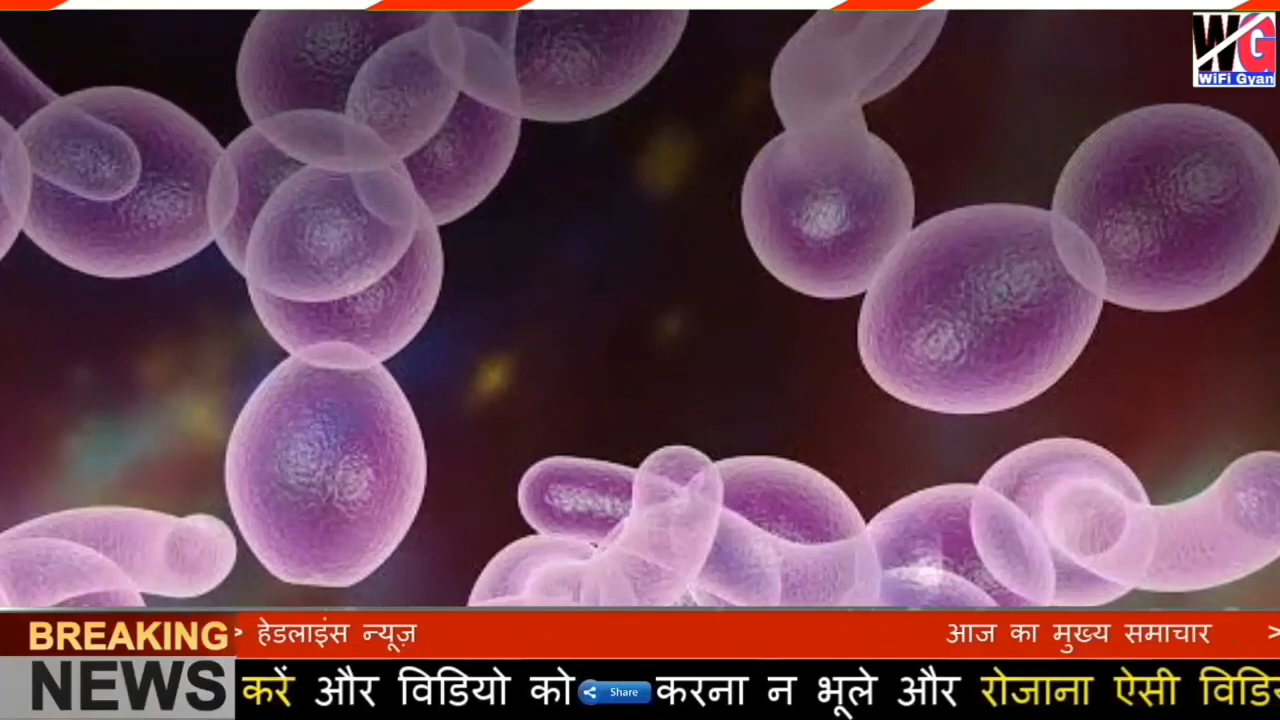 WG
WiFi Gyan
BREAKING
NEWS
> हेडलाइंस न्यूज़ आज का मुख्य समाचार >
करें और विडियो को Share करना न भूले और रोजाना ऐसी